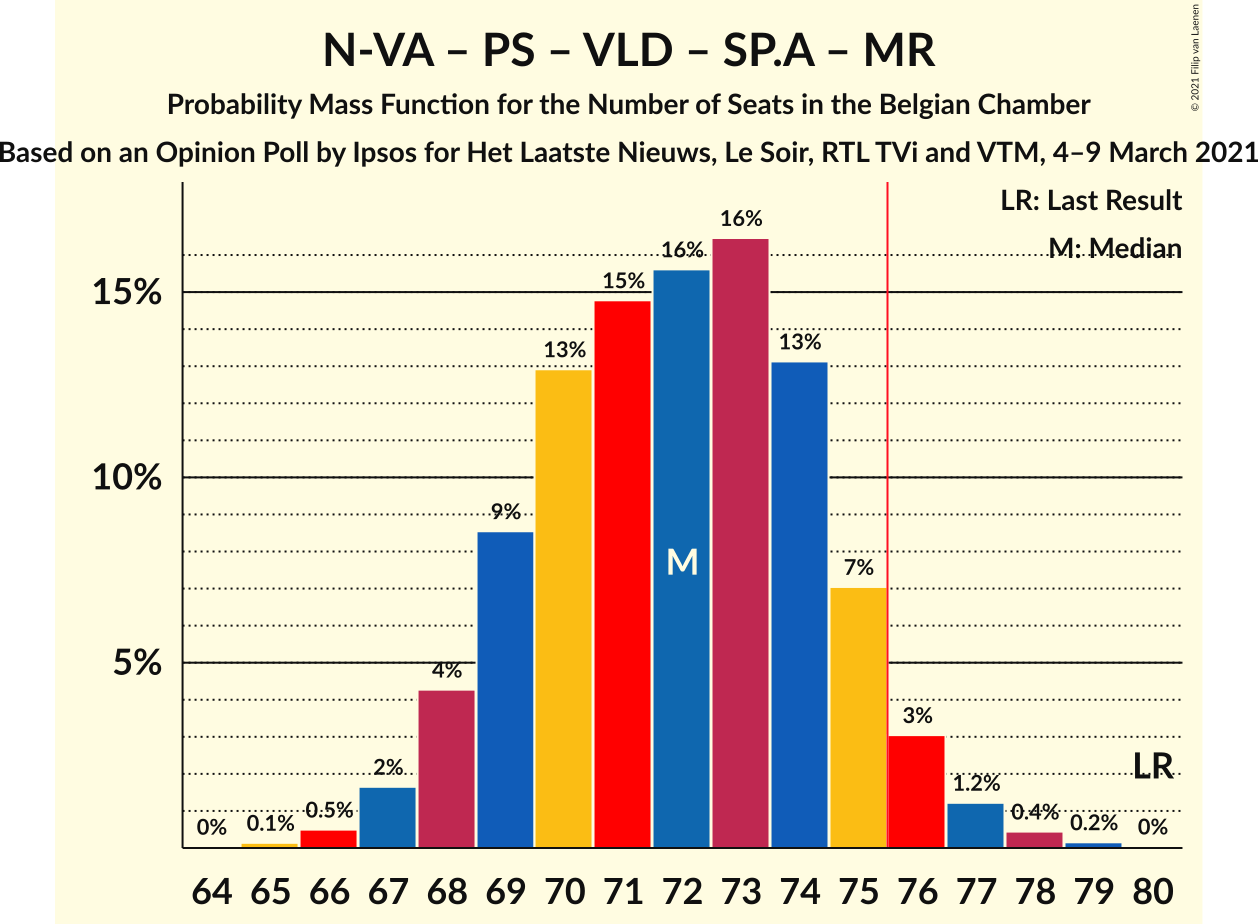 N-VA – PS – VLD – SP.A – MR
Probability Mass Function for the Number of Seats in the Belgian Chamber
Based on an Opinion Poll by Ipsos for Het Laatste Nieuws, Le Soir, RTL TVi and VTM, 4–9 March 2021
© 2021 Filip van Laenen
LR: Last Result
M: Median
15%
10%
5%
0% 0.1% 0.5% 2% 4% 9% 13% 15% 16% 16% 13% 7% 3% 1.2% 0.4% 0.2% 0%
M
LR
64 65 66 67 68 69 70 71 72 73 74 75 76 77 78 79 80